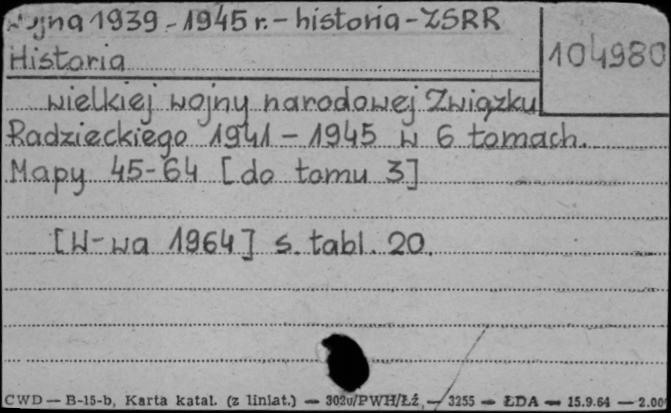 Wojna 1939-1945 r. - historia - ZSRR
104980
Historia
wielkiej wojny narodowej Związku
Radzieckiego 1941 - 1945 w 6 tomach.
Mapy 45-64 [do tomu 3]
[W-wa 1964] s. tabl. 20.
CWD — B-15-b, Karta katal. (z liniat.) — 302u/PWH/Łź — 3255 — ŁDA — 15.9.64 — 2.00